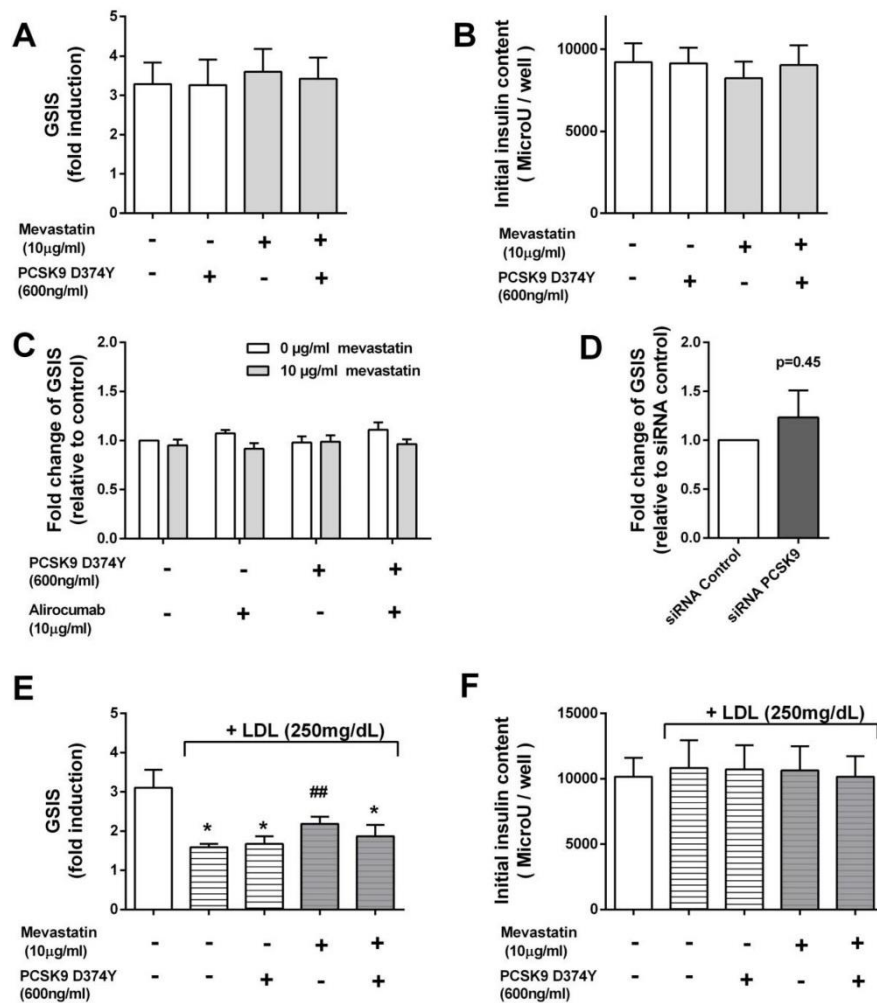 A
GSIS
(fold induction)
5
4
3
2
1
0
Mevastatin
(10µg/ml)
- - + +
PCSK9 D374Y
(600ng/ml)
- + - +
B
Initial insulin content
( MicroU / well )
10000
5000
0
Mevastatin
(10µg/ml)
- - + +
PCSK9 D374Y
(600ng/ml)
- + - +
C
Fold change of GSIS
(relative to control)
2.0
1.5
1.0
0.5
0.0
0 µg/ml mevastatin
10 µg/ml mevastatin
PCSK9 D374Y
(600ng/ml)
- - + +
Alirocumab
(10µg/ml)
- + - +
D
Fold change of GSIS
(relative to siRNA control)
2.0
1.5
1.0
0.5
0.0
p=0.45
siRNA Control
siRNA PCSK9
E
GSIS
(fold induction)
5
4
3
2
1
0
+ LDL (250mg/dL)
* * ## *
Mevastatin
(10µg/ml)
- - - + +
PCSK9 D374Y
(600ng/ml)
- - + - +
F
Initial insulin content
( MicroU / well )
15000
10000
5000
0
+ LDL (250mg/dL)
Mevastatin
(10µg/ml)
- - - + +
PCSK9 D374Y
(600ng/ml)
- - + - +